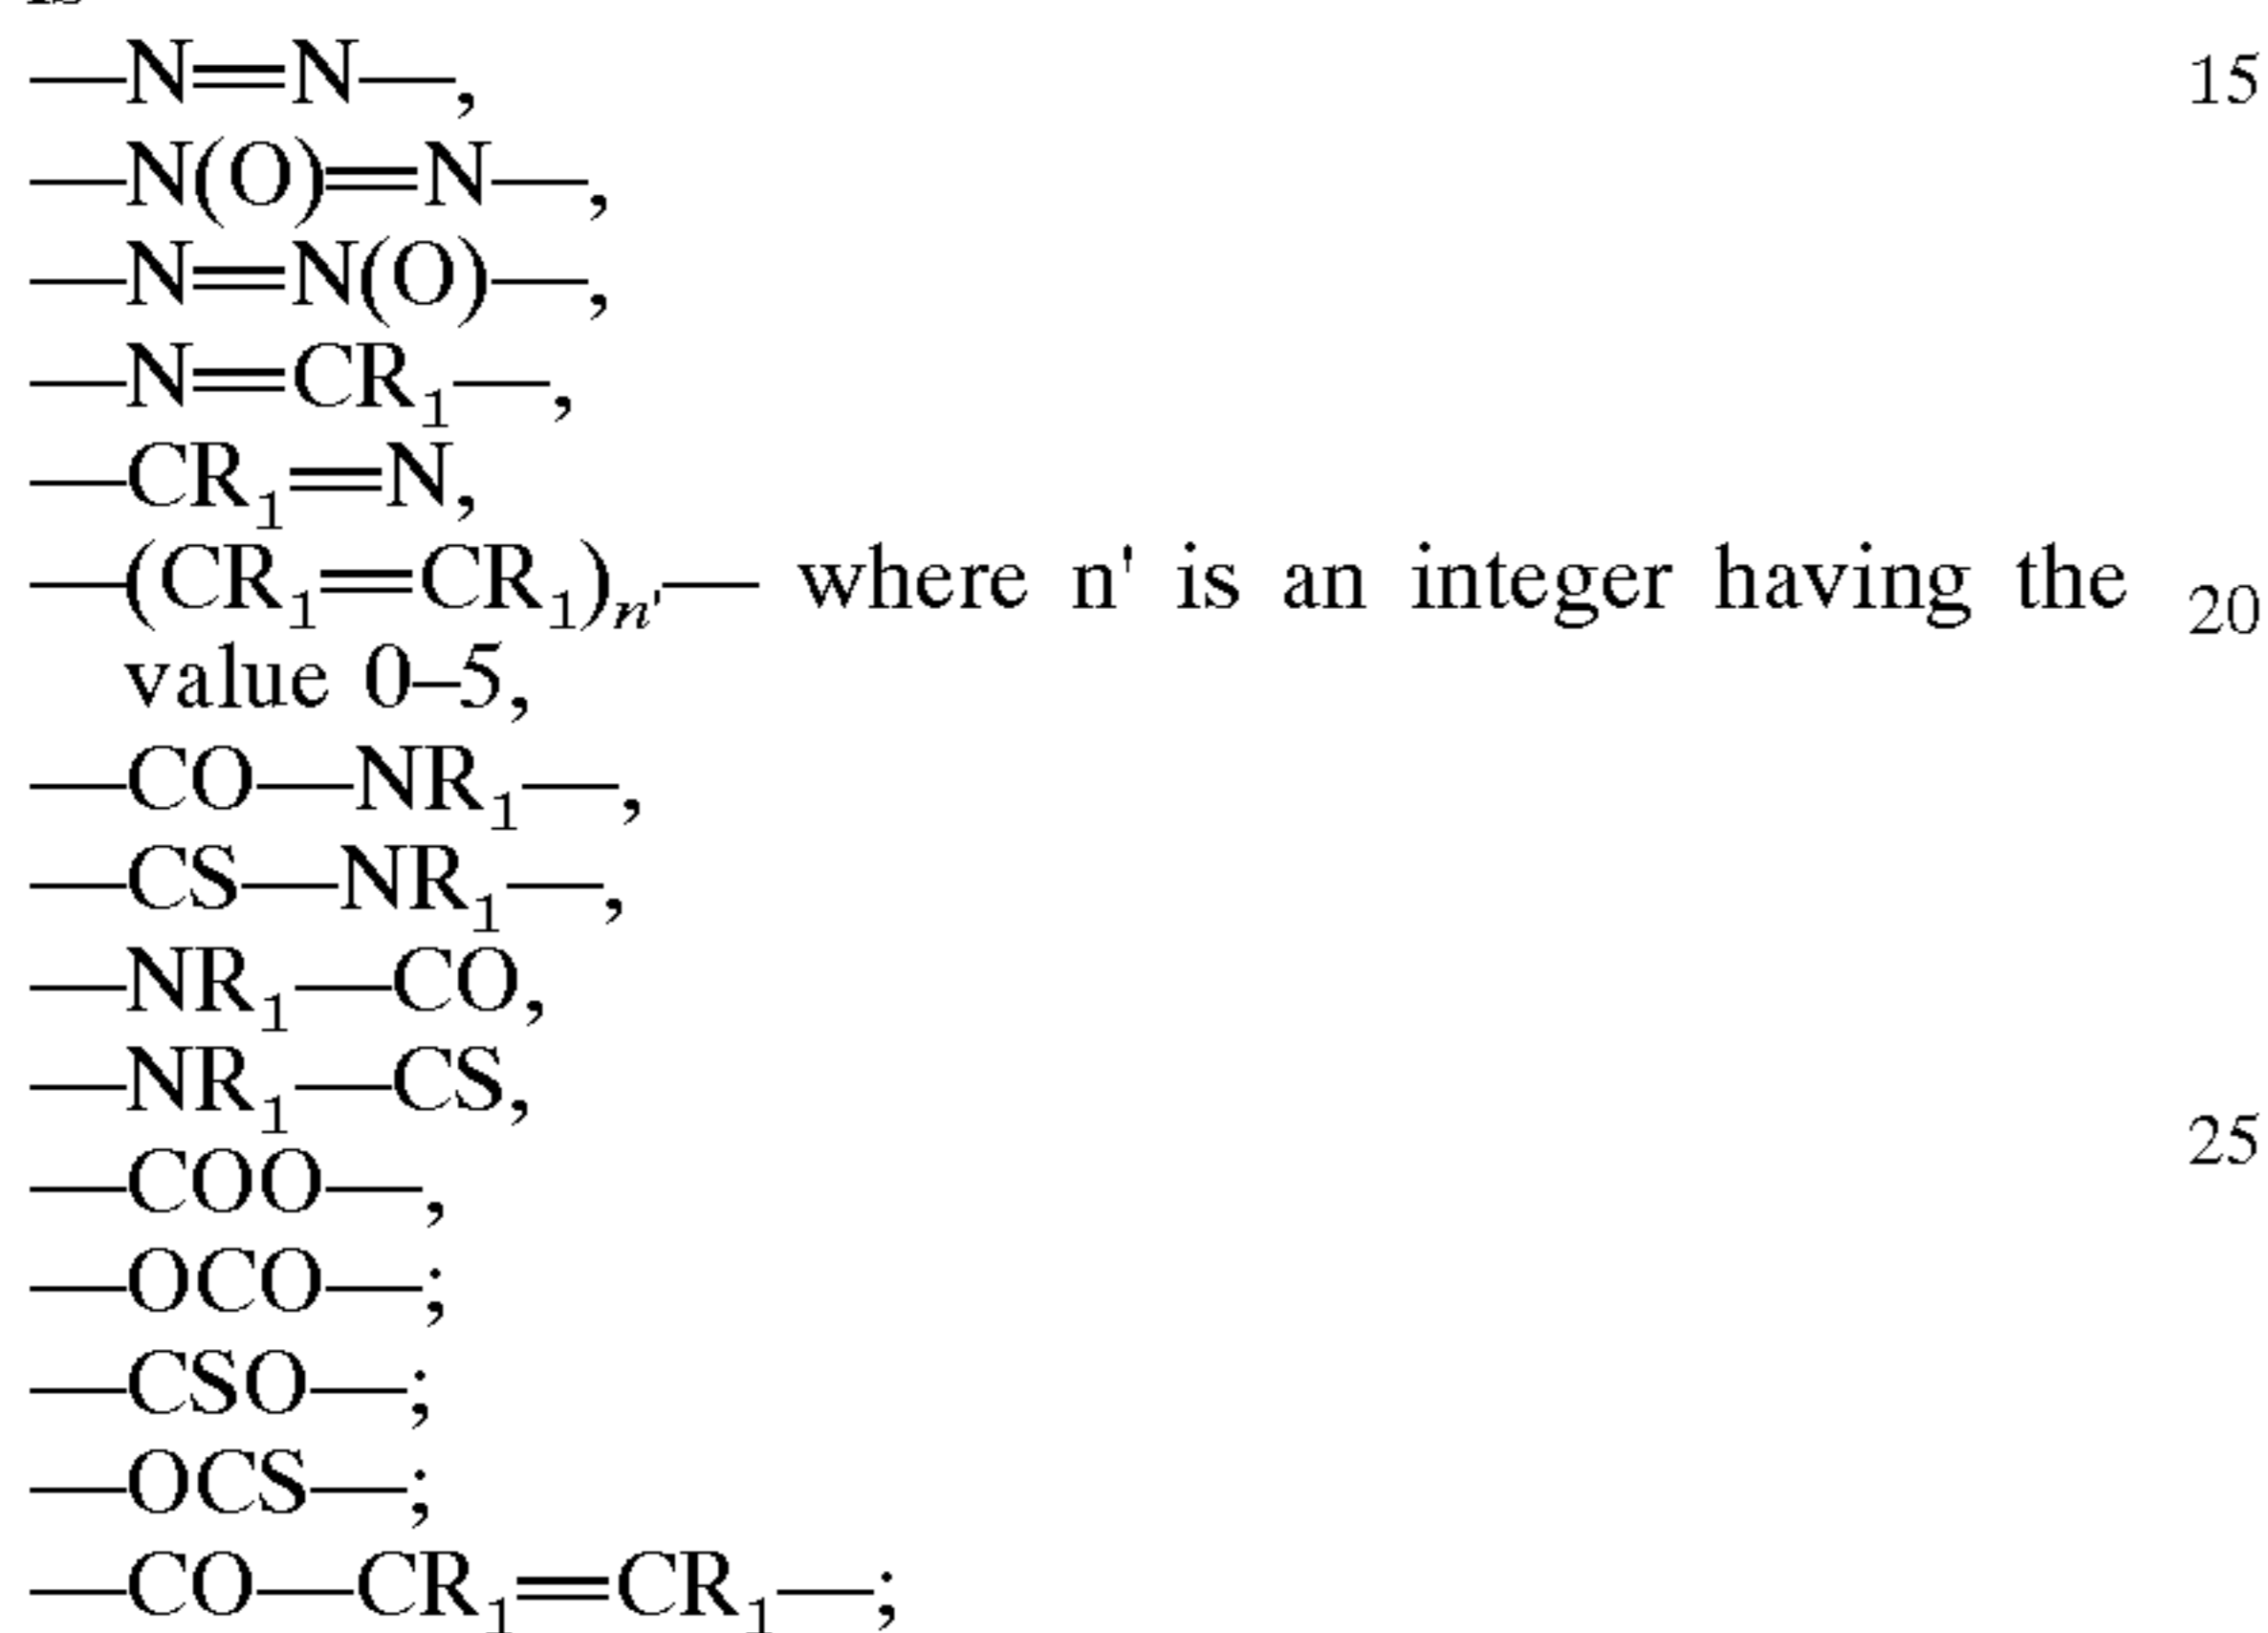 —N=N—, 15
—N(O)=N—,
—N=N(O)—,
—N=CR₁—,
—CR₁=N,
—(CR₁=CR₁)ₙ'— where n' is an integer having the 20
value 0–5,
—CO—NR₁—,
—CS—NR₁—,
—NR₁—CO,
—NR₁—CS,
25
—COO—,
—OCO—;
—CSO—;
—OCS—;
—CO—CR₁=CR₁—;